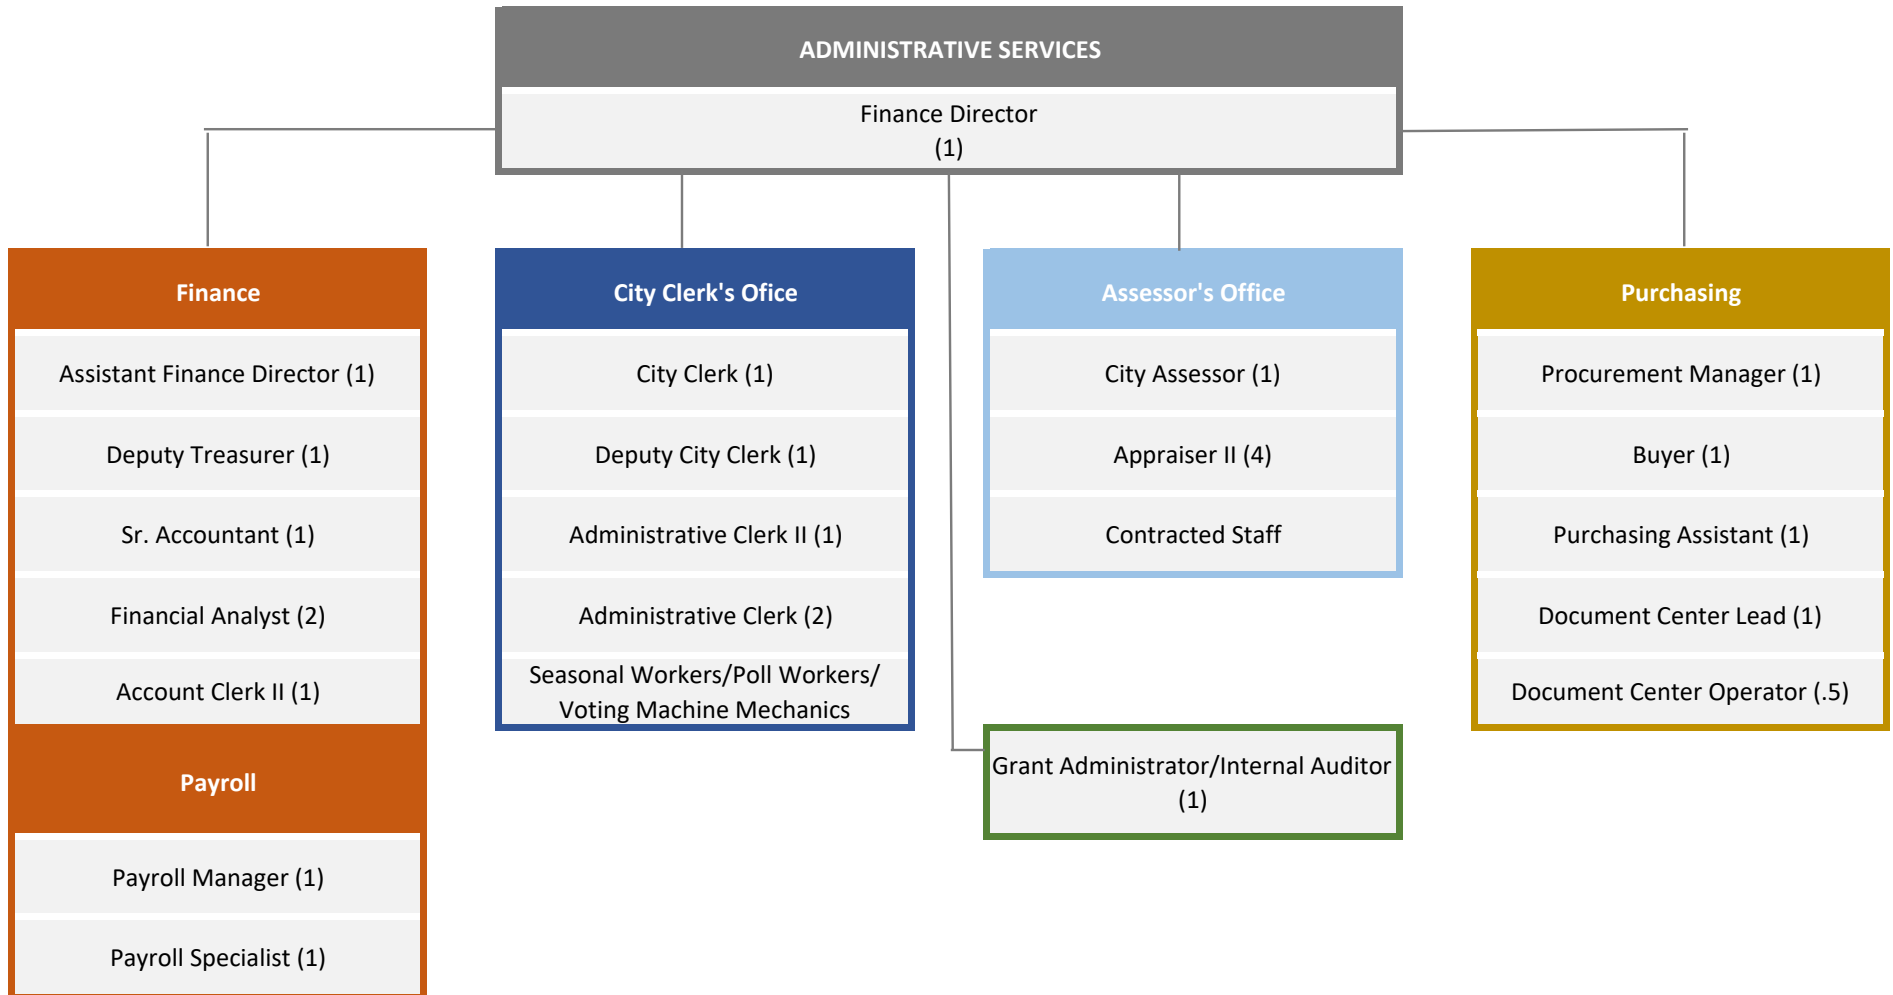 ADMINISTRATIVE SERVICES
Finance Director
(1)
Finance
Assistant Finance Director (1)
Deputy Treasurer (1)
Sr. Accountant (1)
Financial Analyst (2)
Account Clerk II (1)
Payroll
Payroll Manager (1)
Payroll Specialist (1)
City Clerk's Ofice
City Clerk (1)
Deputy City Clerk (1)
Administrative Clerk II (1)
Administrative Clerk (2)
Seasonal Workers/Poll Workers/
Voting Machine Mechanics
Assessor's Office
City Assessor (1)
Appraiser II (4)
Contracted Staff
Grant Administrator/Internal Auditor
(1)
Purchasing
Procurement Manager (1)
Buyer (1)
Purchasing Assistant (1)
Document Center Lead (1)
Document Center Operator (.5)